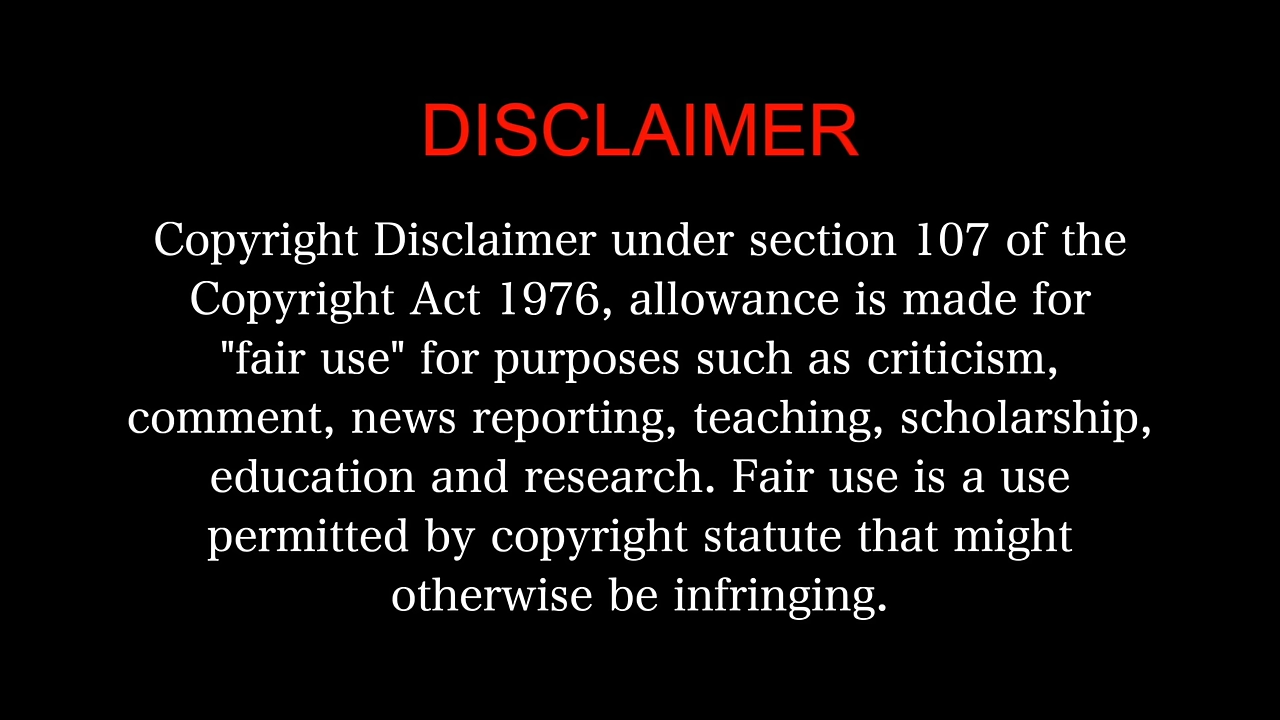 DISCLAIMER
Copyright Disclaimer under section 107 of the
Copyright Act 1976, allowance is made for
"fair use" for purposes such as criticism,
comment, news reporting, teaching, scholarship,
education and research. Fair use is a use
permitted by copyright statute that might
otherwise be infringing.